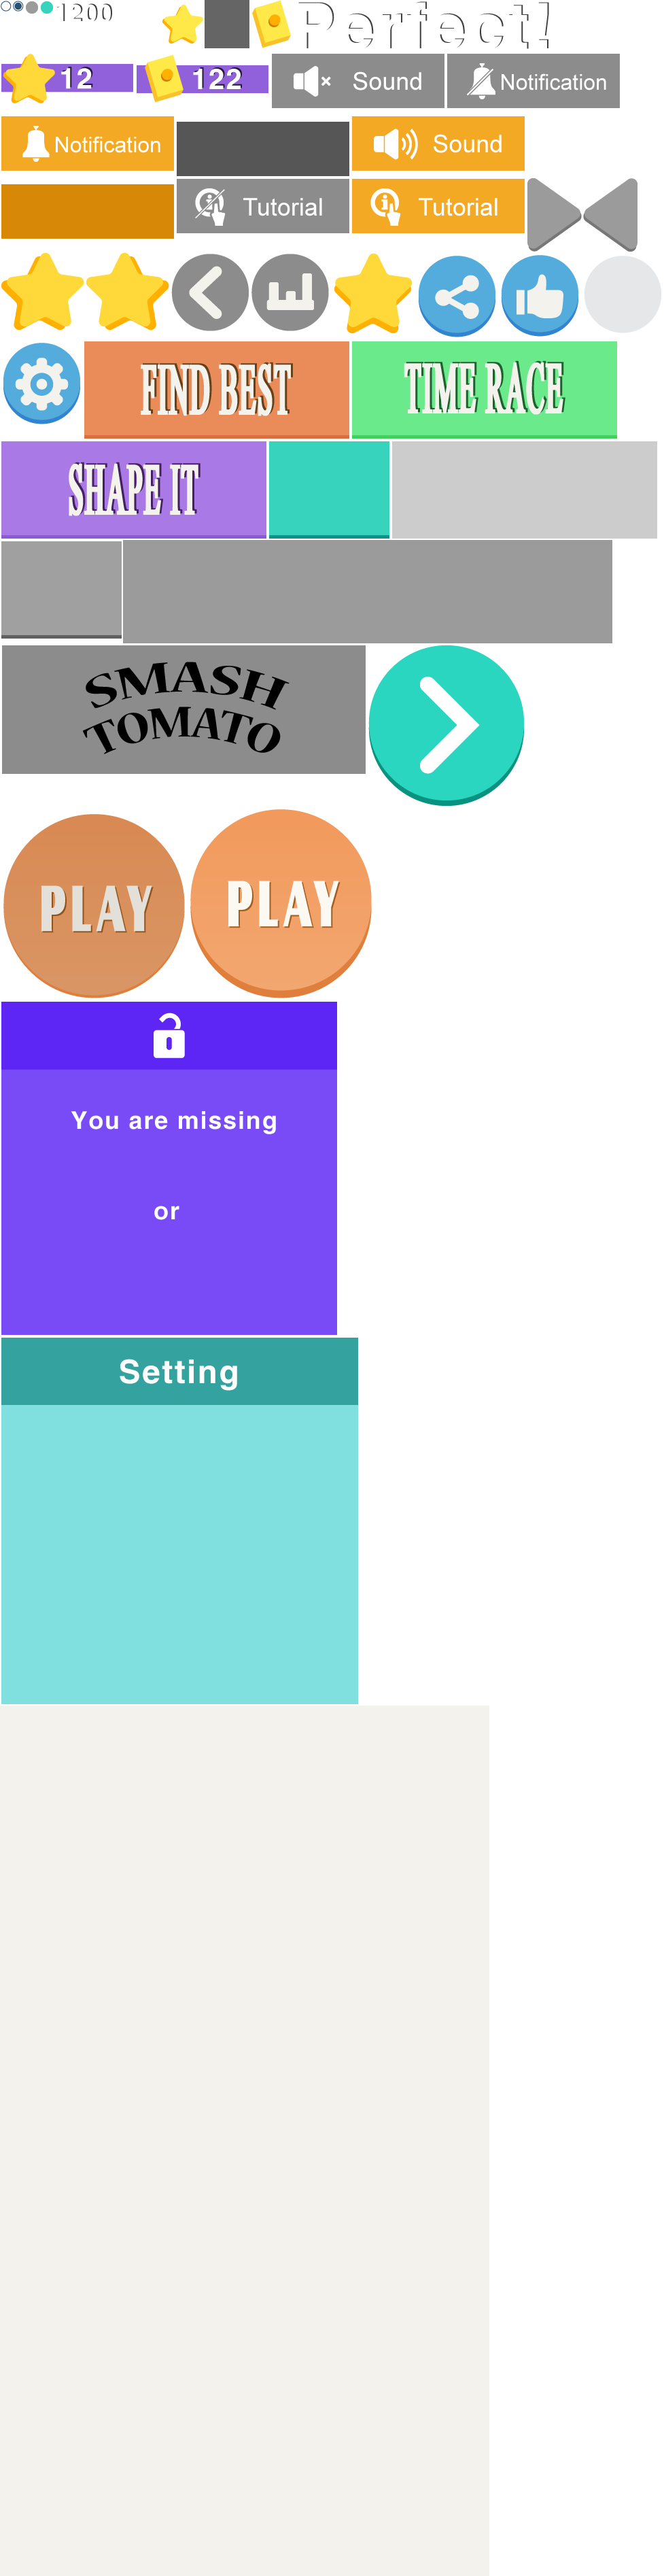 1200
Perfect!
12
122
Sound
Notification
Notification
Sound
Tutorial
Tutorial
FIND BEST
TIME RACE
SHAPE IT
SMASH
TOMATO
PLAY
PLAY
You are missing
or
Setting